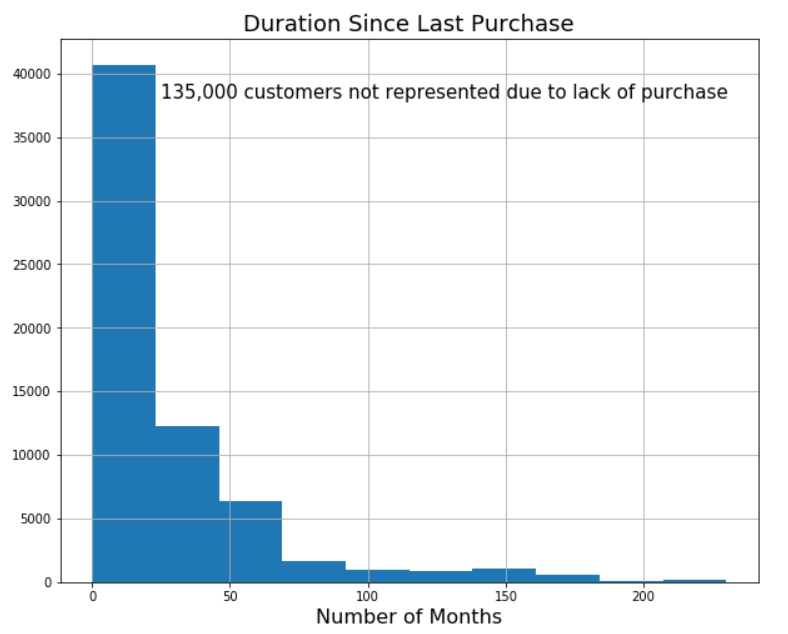 Duration Since Last Purchase
40000
135,000 customers not represented due to lack of purchase
35000
30000
25000
20000
15000
10000
5000
0
0 50 100 150 200
Number of Months